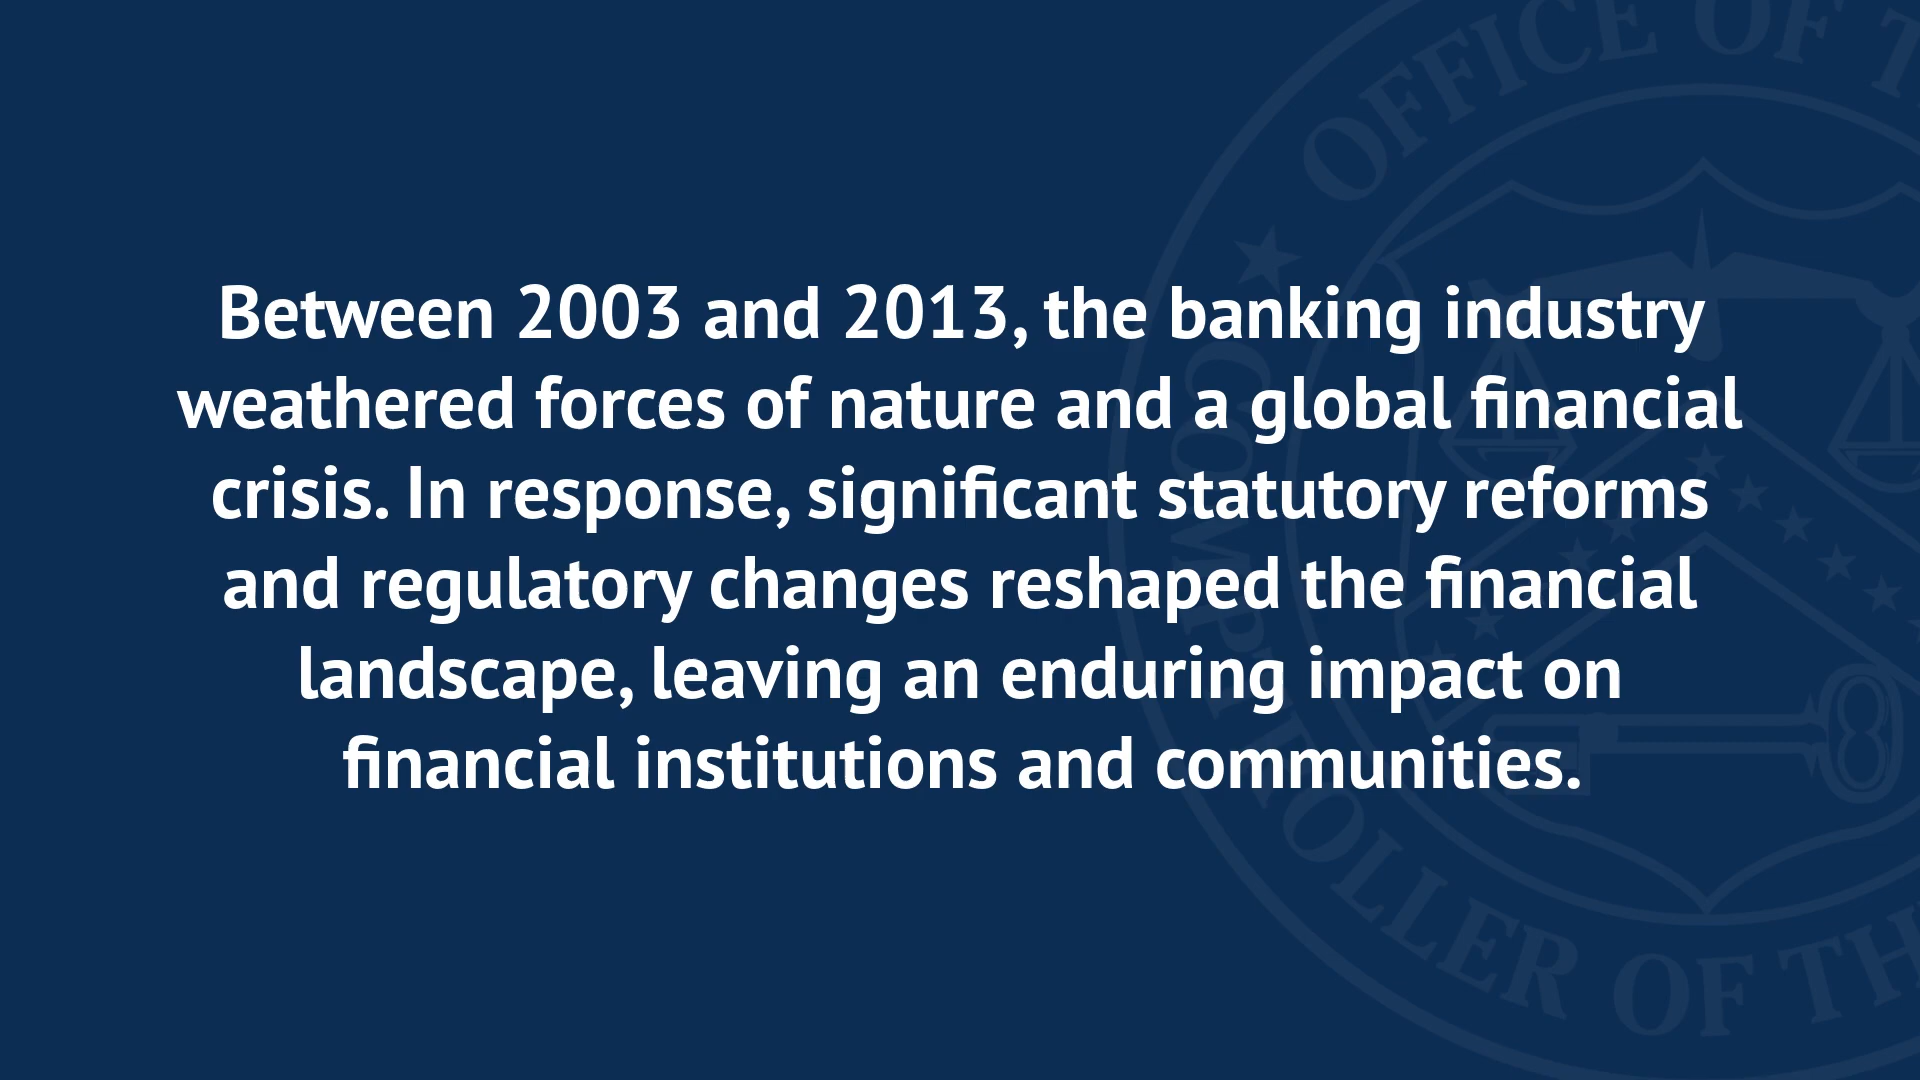 Between 2003 and 2013, the banking industry
weathered forces of nature and a global financial
crisis. In response, significant statutory reforms
and regulatory changes reshaped the financial
landscape, leaving an enduring impact on
financial institutions and communities.
OFFICE OF T
COMPTROLLER OF TH